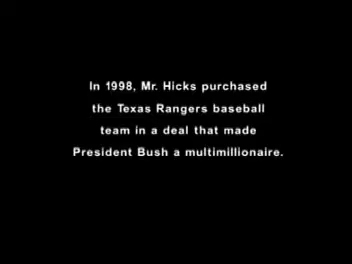 In 1998, Mr. Hicks purchased
the Texas Rangers baseball
team in a deal that made
President Bush a multimillionaire.